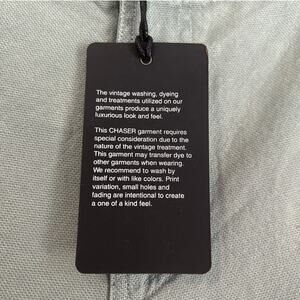 The vintage washing, dyeing
and treatments utilized on our
garments produce a uniquely
luxurious look and feel.
This CHASER garment requires
special consideration due to the
nature of the vintage treatment.
This garment may transfer dye to
other garments when wearing.
We recommend to wash by
itself or with like colors. Print
variation, small holes and
fading are intentional to create
a one of a kind feel.